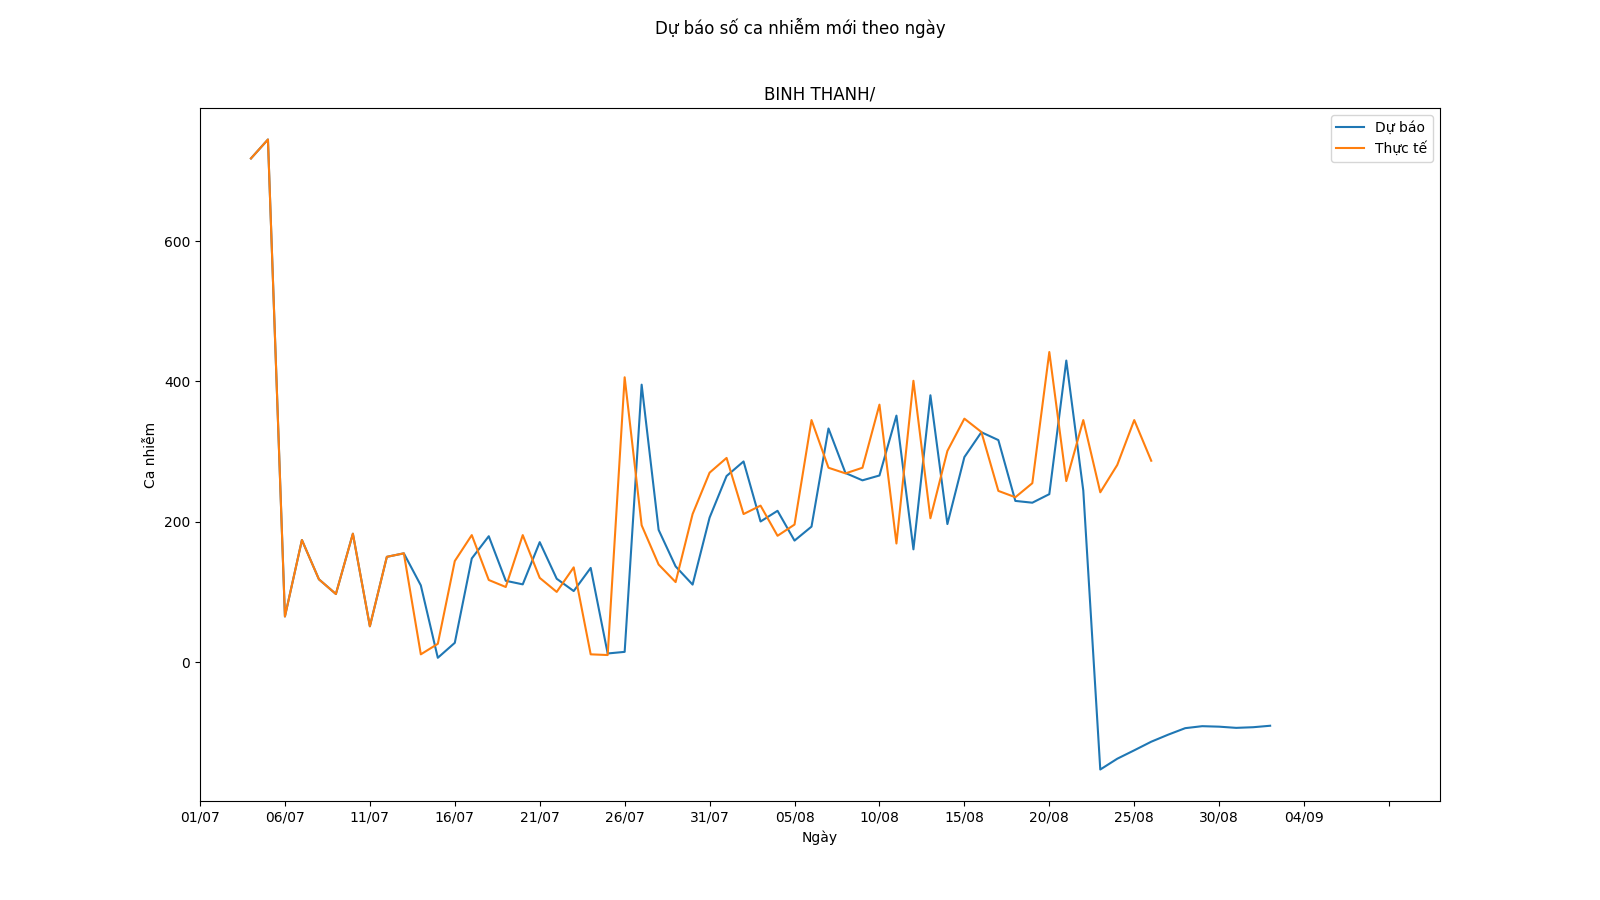 Dự báo số ca nhiễm mới theo ngày
BINH THANH/
Dự báo
Thực tế
600
400
200
0
Ca nhiễm
01/07 06/07 11/07 16/07 21/07 26/07 31/07 05/08 10/08 15/08 20/08 25/08 30/08 04/09
Ngày